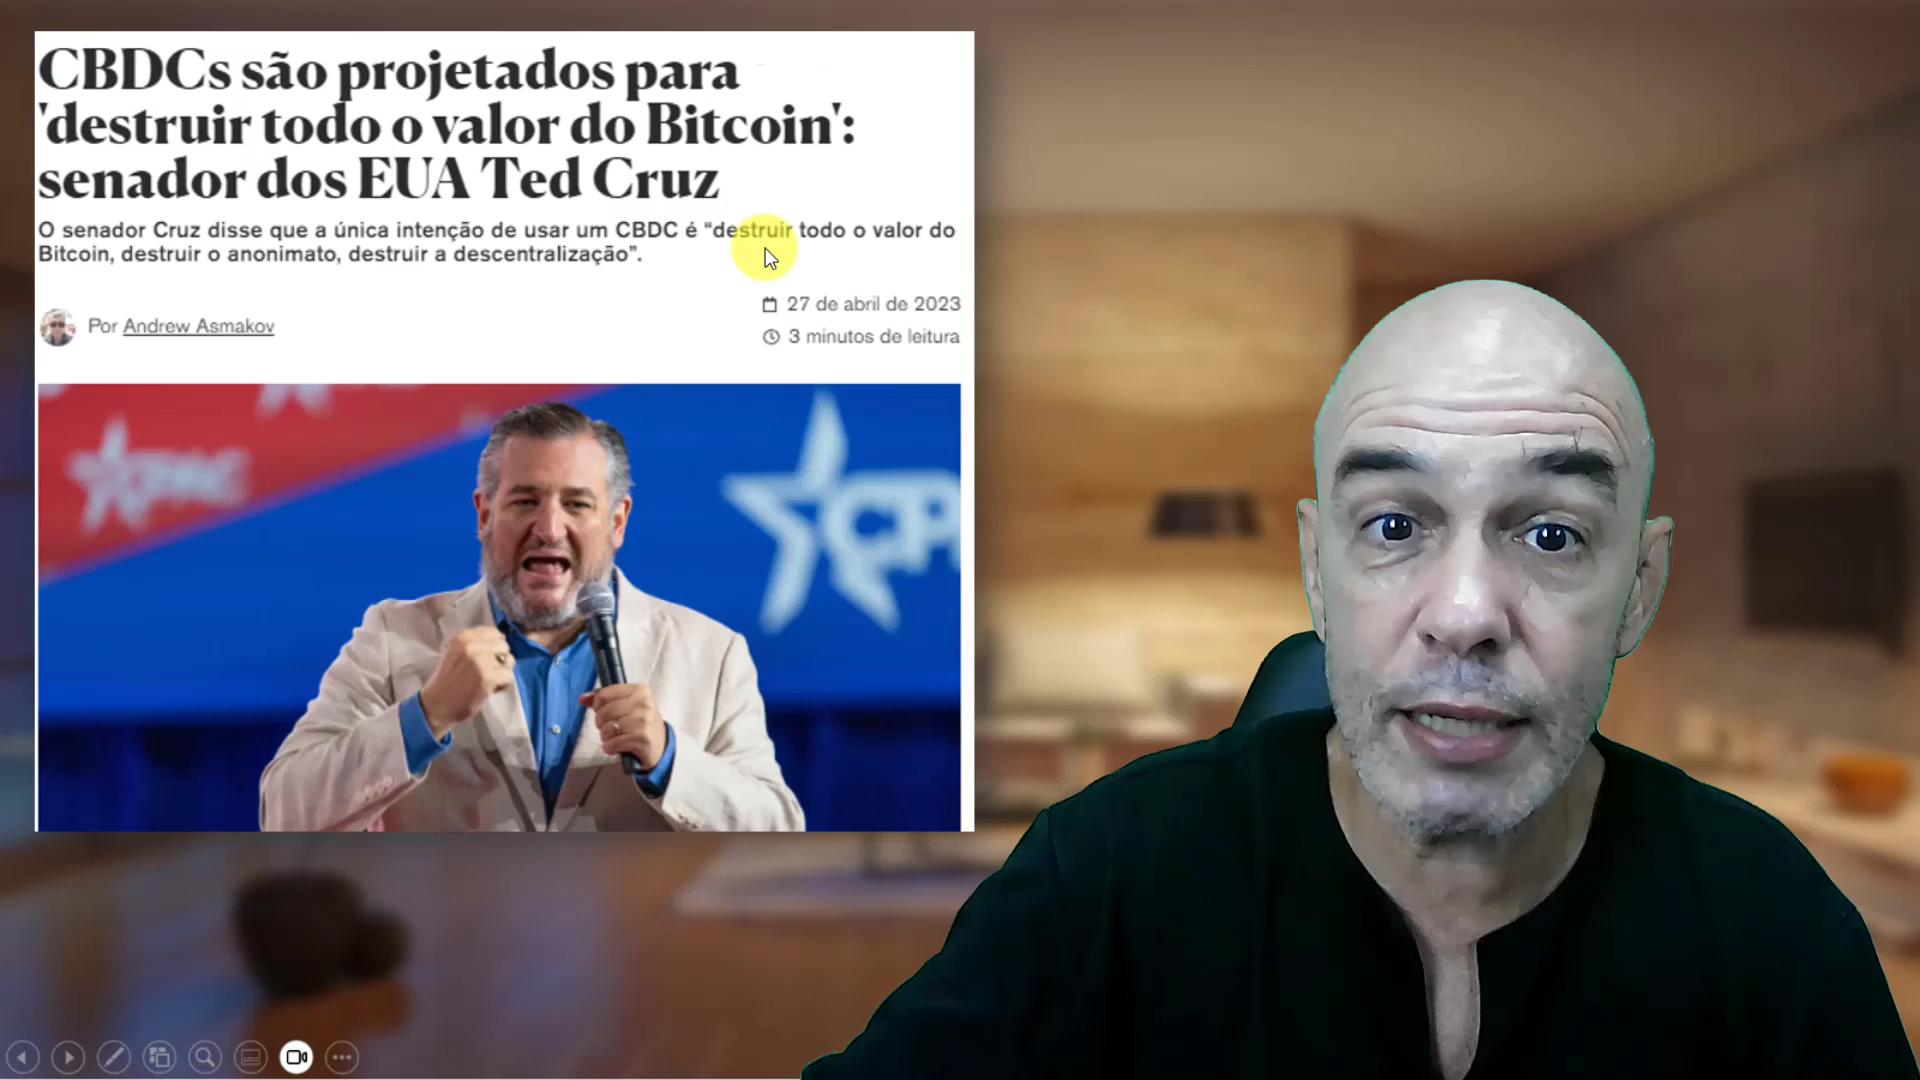 CBDCs são projetados para
'destruir todo o valor do Bitcoin':
senador dos EUA Ted Cruz
O senador Cruz disse que a única intenção de usar um CBDC é “destruir todo o valor do
Bitcoin, destruir o anonimato, destruir a descentralização”.
27 de abril de 2023
Por Andrew Asmakov
3 minutos de leitura
CPAC
CP